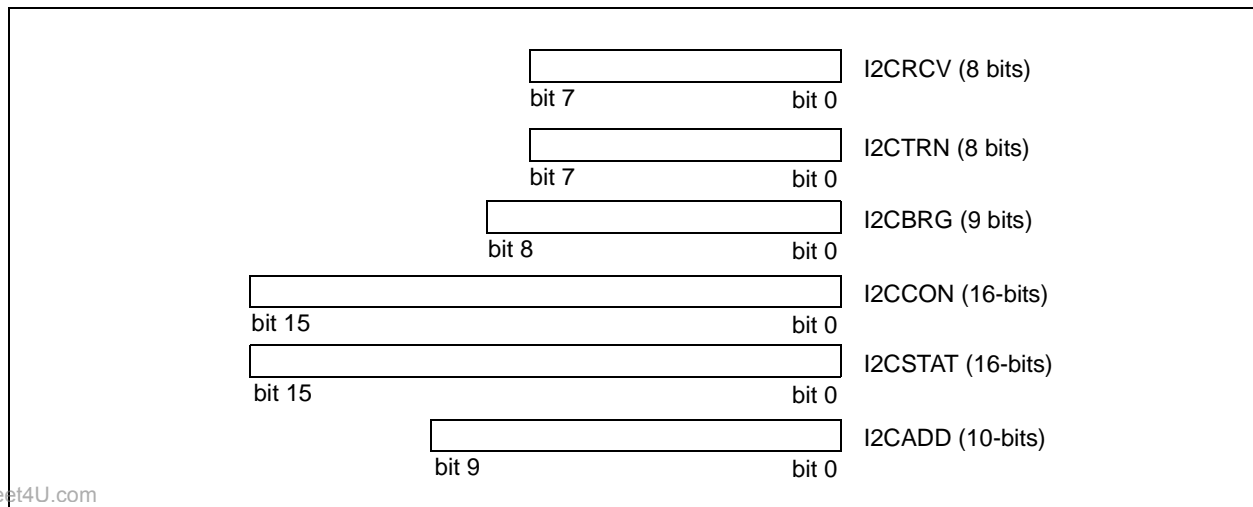 I2CRCV (8 bits)
bit 7 bit 0
I2CTRN (8 bits)
bit 7 bit 0
I2CBRG (9 bits)
bit 8 bit 0
I2CCON (16-bits)
bit 15 bit 0
I2CSTAT (16-bits)
bit 15 bit 0
I2CADD (10-bits)
bit 9 bit 0
et4U.com